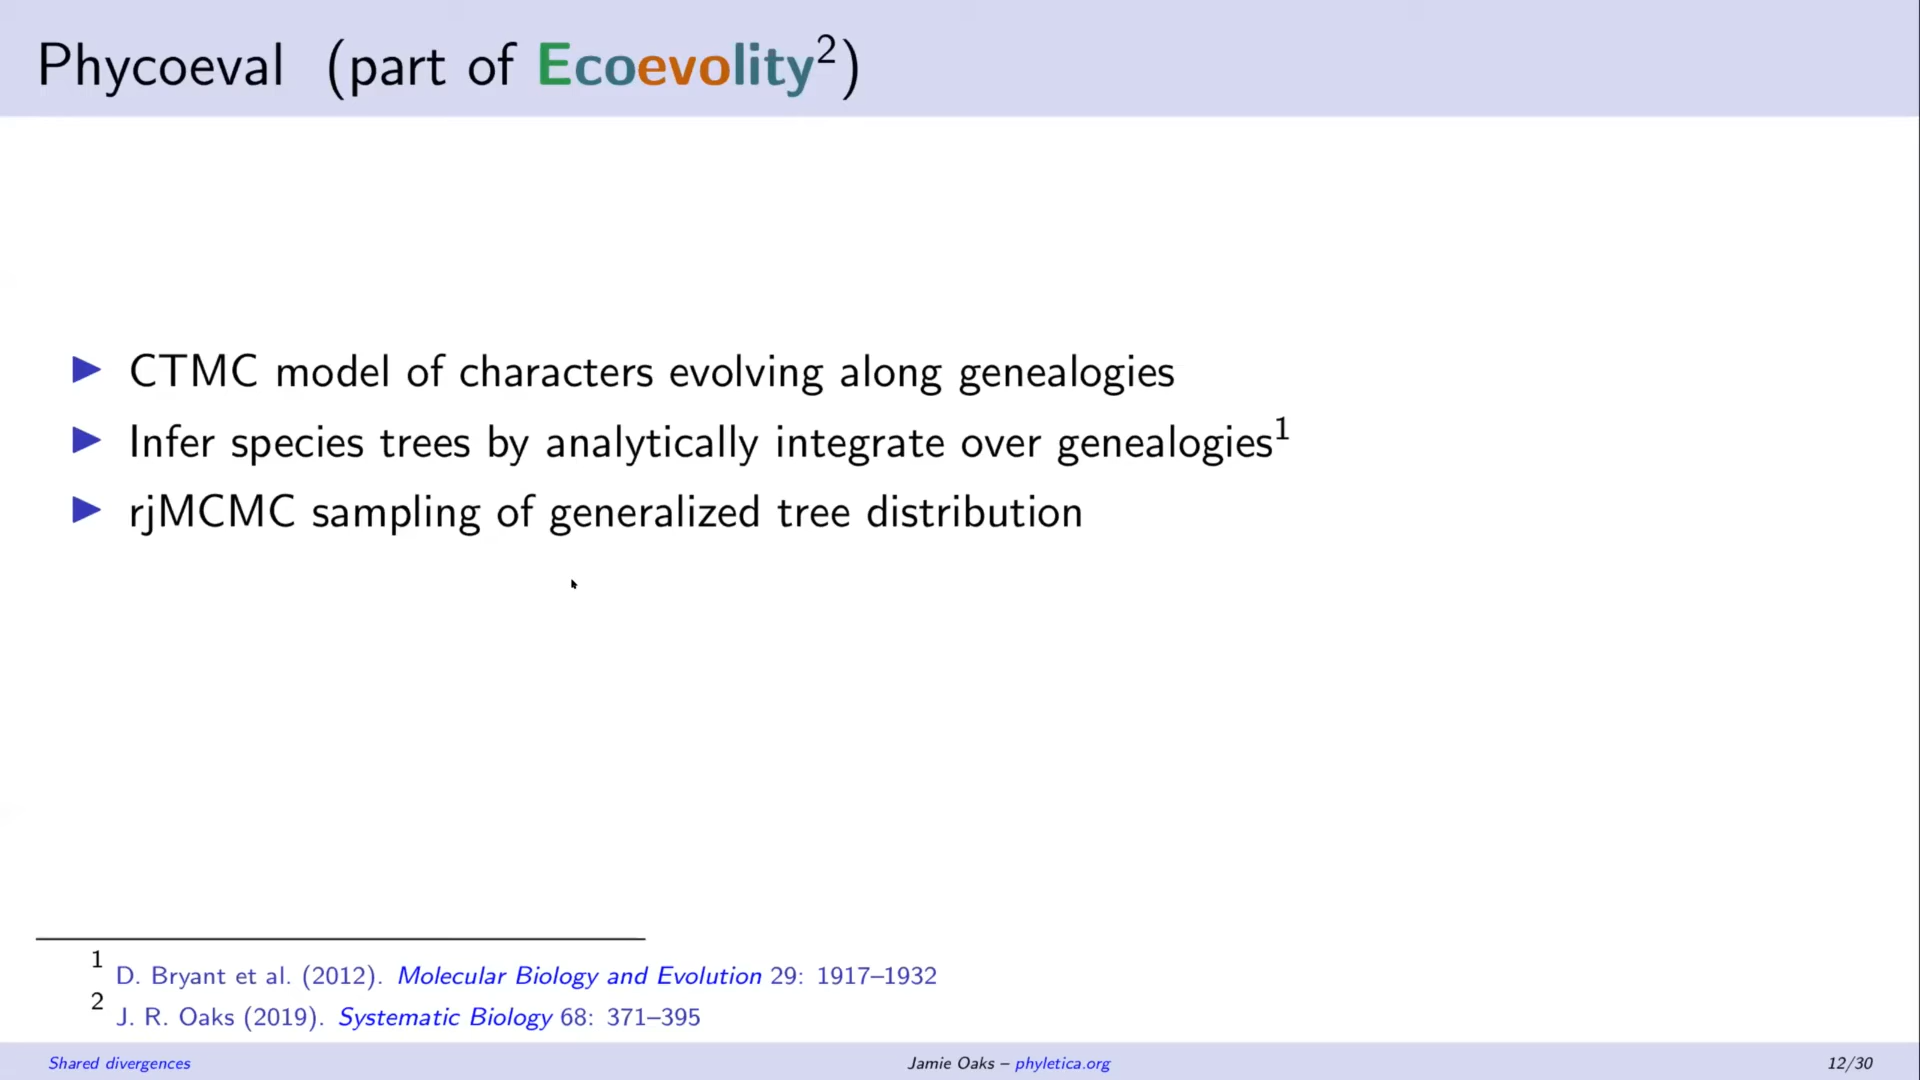 Phycoeval (part of Ecoevolity²)
▶ CTMC model of characters evolving along genealogies
▶ Infer species trees by analytically integrate over genealogies¹
▶ rjMCMC sampling of generalized tree distribution
¹ D. Bryant et al. (2012). Molecular Biology and Evolution 29: 1917–1932
² J. R. Oaks (2019). Systematic Biology 68: 371–395
Shared divergences Jamie Oaks – phyletica.org 12/30